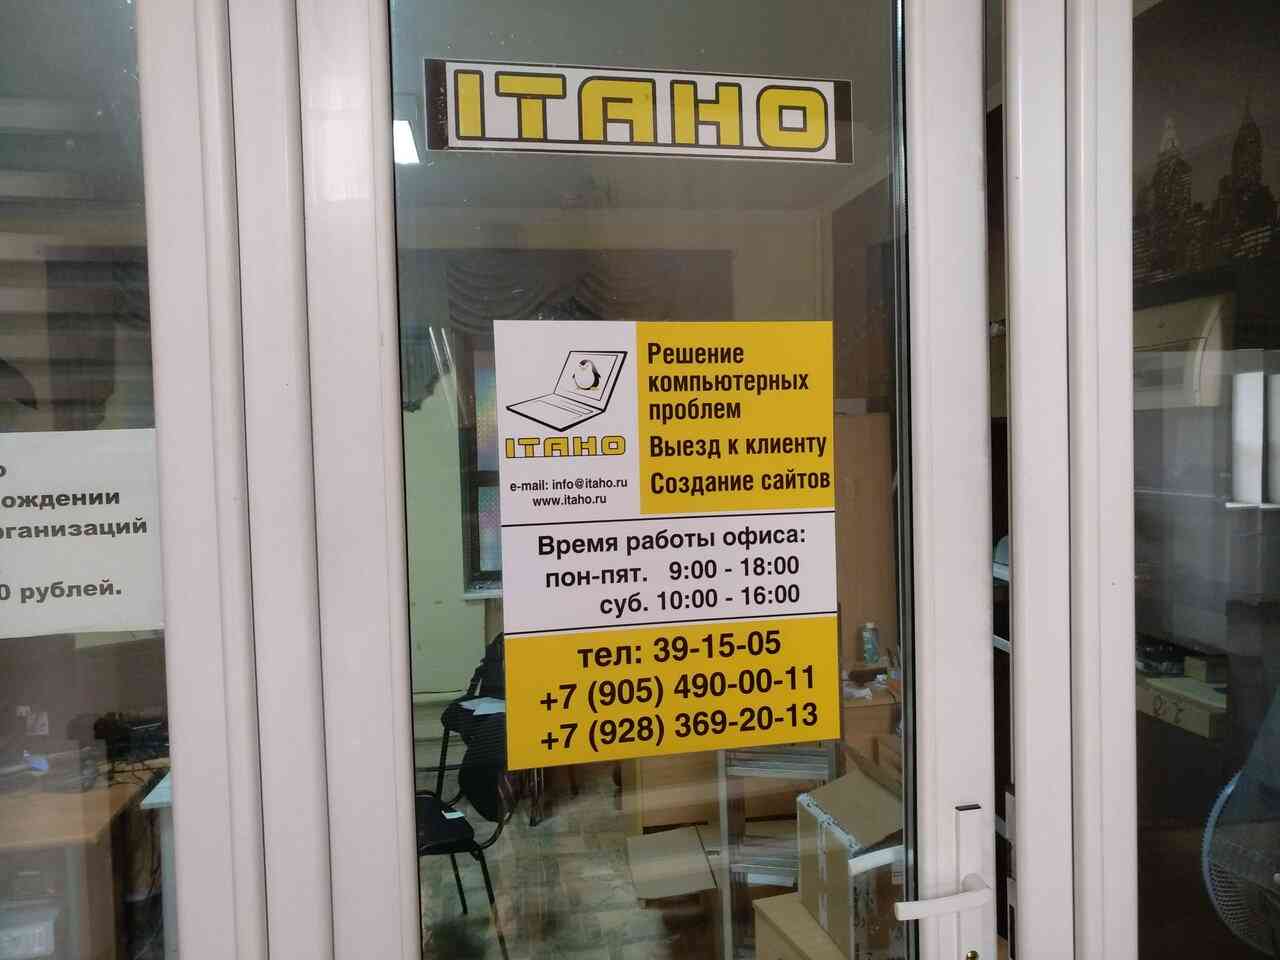 ITAHO
Решение
компьютерных
проблем
Выезд к клиенту
Создание сайтов
ITAHO
e-mail: info@itaho.ru
www.itaho.ru
Время работы офиса:
пон-пят. 9:00 - 18:00
суб. 10:00 - 16:00
тел: 39-15-05
+7 (905) 490-00-11
+7 (928) 369-20-13
о
ождении
рганизаций
0 рублей.